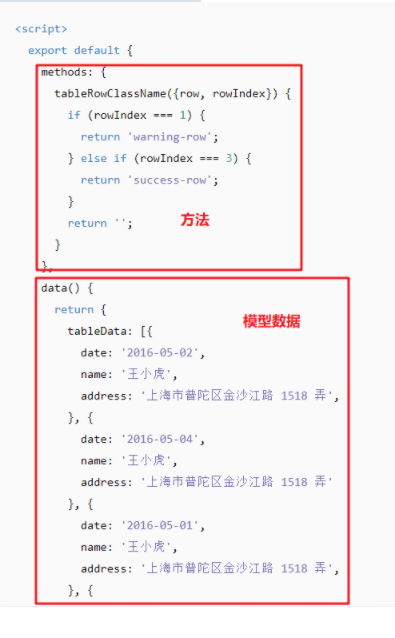 <script>
export default {
methods: {
tableRowClassName({row, rowIndex}) {
if (rowIndex === 1) {
return 'warning-row';
} else if (rowIndex === 3) {
return 'success-row';
}
return '';
方法
}
},
data() {
return {
模型数据
tableData: [{
date: '2016-05-02',
name: '王小虎',
address: '上海市普陀区金沙江路 1518 弄',
}, {
date: '2016-05-04',
name: '王小虎',
address: '上海市普陀区金沙江路 1518 弄'
}, {
date: '2016-05-01',
name: '王小虎',
address: '上海市普陀区金沙江路 1518 弄',
}, {